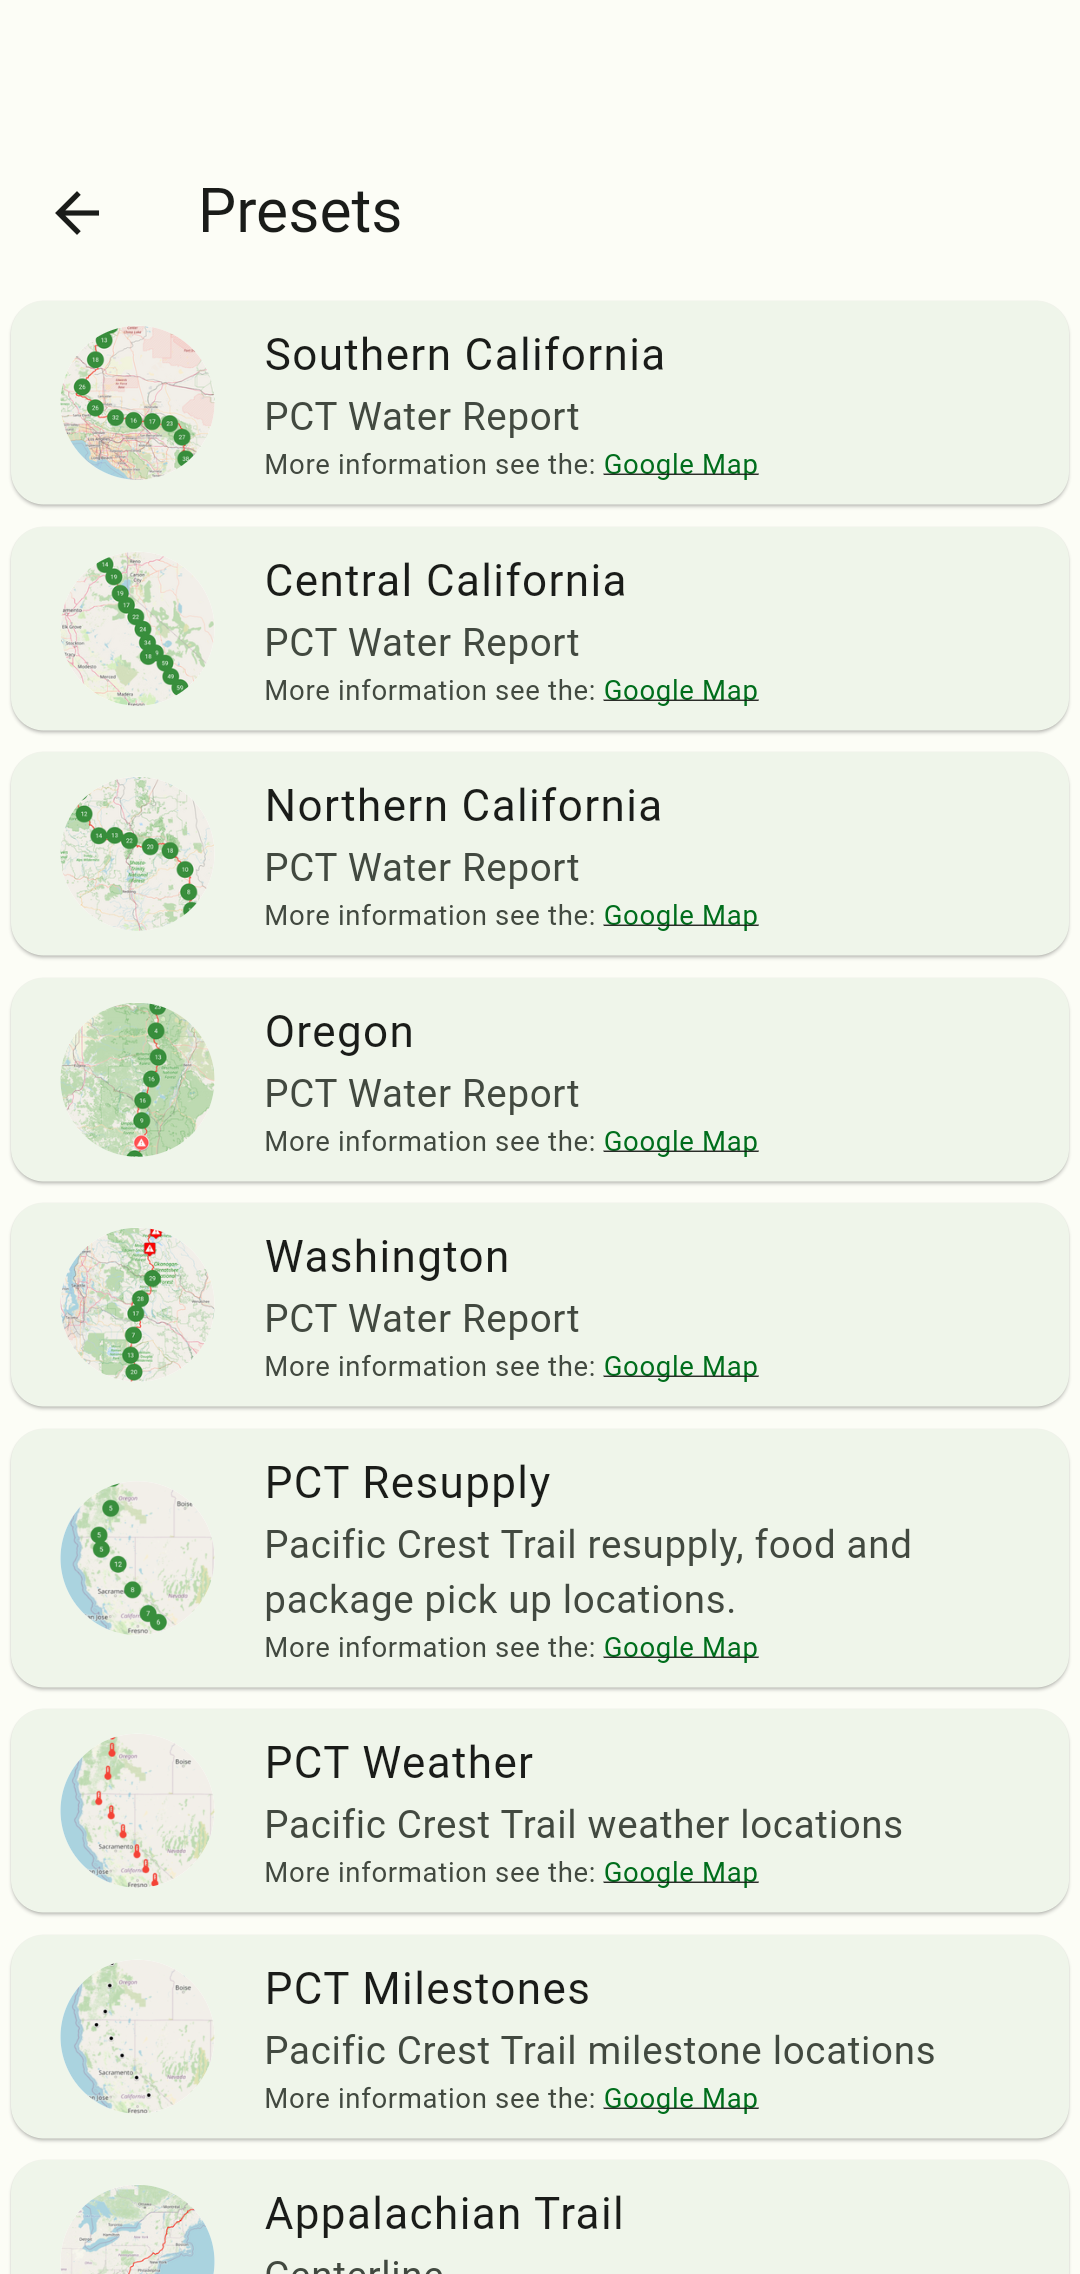 Presets
Southern California
PCT Water Report
More information see the: Google Map
Central California
PCT Water Report
More information see the: Google Map
Northern California
PCT Water Report
More information see the: Google Map
Oregon
PCT Water Report
More information see the: Google Map
Washington
PCT Water Report
More information see the: Google Map
PCT Resupply
Pacific Crest Trail resupply, food and
package pick up locations.
More information see the: Google Map
PCT Weather
Pacific Crest Trail weather locations
More information see the: Google Map
PCT Milestones
Pacific Crest Trail milestone locations
More information see the: Google Map
Appalachian Trail
Centerline